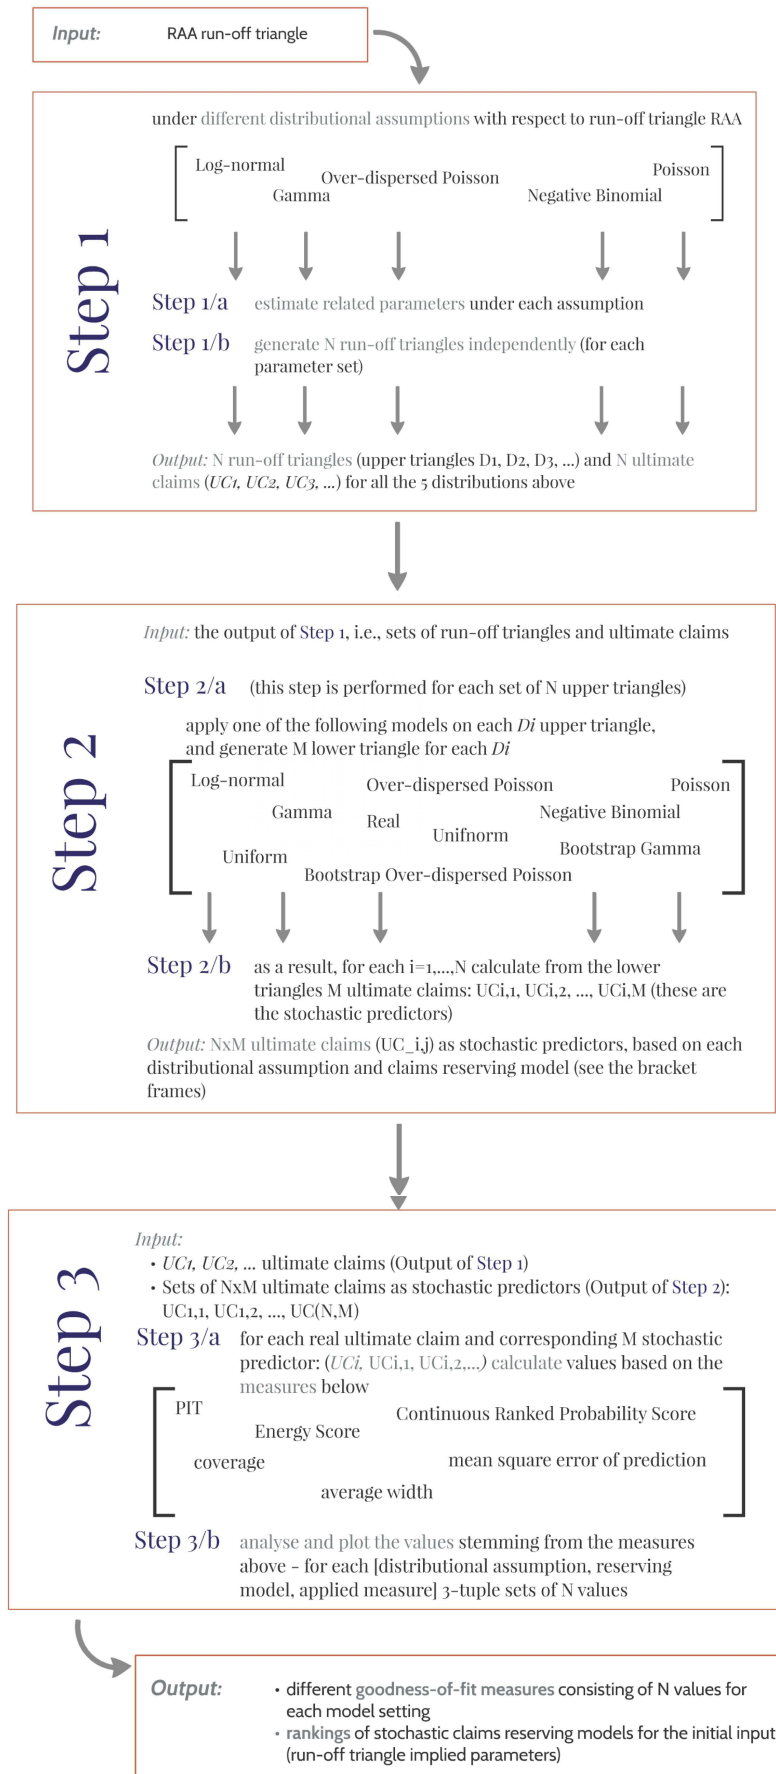 Input: RAA run-off triangle
Step 1
under different distributional assumptions with respect to run-off triangle RAA
Log-normal
Gamma
Over-dispersed Poisson
Negative Binomial
Poisson
Step 1/a estimate related parameters under each assumption
Step 1/b generate N run-off triangles independently (for each
parameter set)
Output: N run-off triangles (upper triangles D1, D2, D3, ...) and N ultimate
claims (UC1, UC2, UC3, ...) for all the 5 distributions above
Step 2
Input: the output of Step 1, i.e., sets of run-off triangles and ultimate claims
Step 2/a (this step is performed for each set of N upper triangles)
apply one of the following models on each Di upper triangle,
and generate M lower triangle for each Di
Log-normal
Over-dispersed Poisson
Poisson
Gamma
Real
Negative Binomial
Unifnorm
Uniform
Bootstrap Gamma
Bootstrap Over-dispersed Poisson
Step 2/b as a result, for each i=1,...,N calculate from the lower
triangles M ultimate claims: UCi,1, UCi,2, ..., UCi,M (these are
the stochastic predictors)
Output: NxM ultimate claims (UC_i,j) as stochastic predictors, based on each
distributional assumption and claims reserving model (see the bracket
frames)
Step 3
Input:
• UC1, UC2, ... ultimate claims (Output of Step 1)
• Sets of NxM ultimate claims as stochastic predictors (Output of Step 2):
UC1,1, UC1,2, ..., UC(N,M)
Step 3/a for each real ultimate claim and corresponding M stochastic
predictor: (UCi, UCi,1, UCi,2,...) calculate values based on the
measures below
PIT
Energy Score
Continuous Ranked Probability Score
coverage
mean square error of prediction
average width
Step 3/b analyse and plot the values stemming from the measures
above - for each [distributional assumption, reserving
model, applied measure] 3-tuple sets of N values
Output: • different goodness-of-fit measures consisting of N values for
each model setting
• rankings of stochastic claims reserving models for the initial input
(run-off triangle implied parameters)